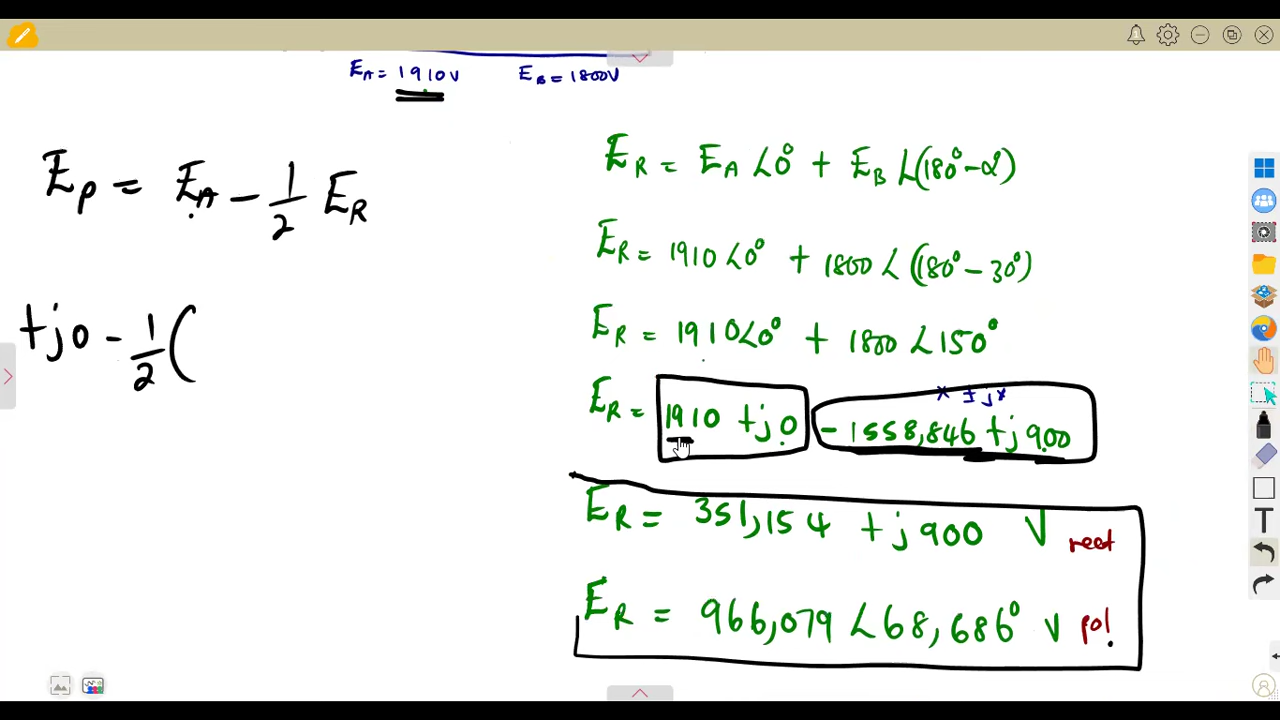 E_A = 1910V E_B = 1800V
E_P = E_A - 1/2 E_R
+j0 - 1/2 (
E_R = E_A ∠0° + E_B ∠(180° - α°)
E_R = 1910 ∠0° + 1800 ∠(180° - 30°)
E_R = 1910∠0° + 1800 ∠150°
x ± jx
E_R = 1910 +j0 - 1558,846 +j900
E_R = 351,154 +j900 V rect
E_R = 966,079 ∠68,686° V pol
T